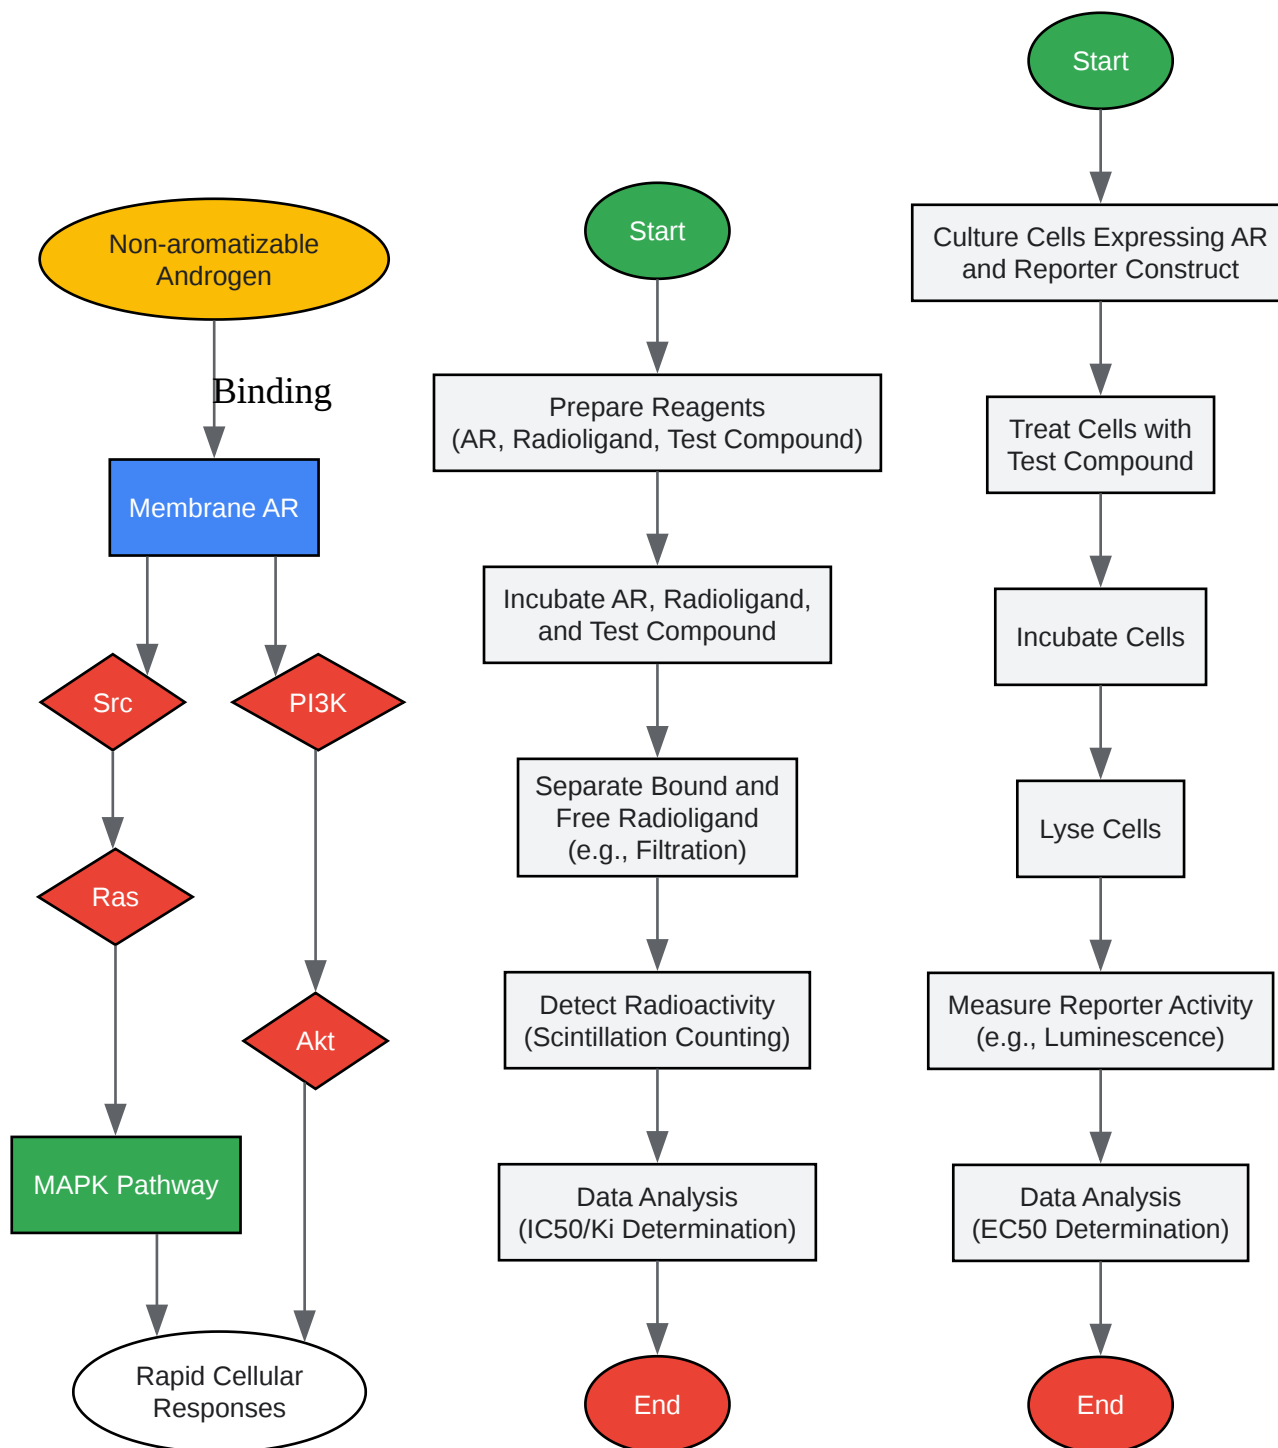 Non-aromatizable
Androgen
Binding
Membrane AR
Src
PI3K
Ras
Akt
MAPK Pathway
Rapid Cellular
Responses
Start
Prepare Reagents
(AR, Radioligand, Test Compound)
Incubate AR, Radioligand,
and Test Compound
Separate Bound and
Free Radioligand
(e.g., Filtration)
Detect Radioactivity
(Scintillation Counting)
Data Analysis
(IC50/Ki Determination)
End
Start
Culture Cells Expressing AR
and Reporter Construct
Treat Cells with
Test Compound
Incubate Cells
Lyse Cells
Measure Reporter Activity
(e.g., Luminescence)
Data Analysis
(EC50 Determination)
End